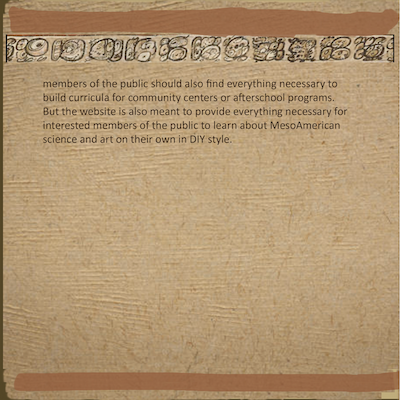 members of the public should also find everything necessary to
build curricula for community centers or afterschool programs.
But the website is also meant to provide everything necessary for
interested members of the public to learn about MesoAmerican
science and art on their own in DIY style.